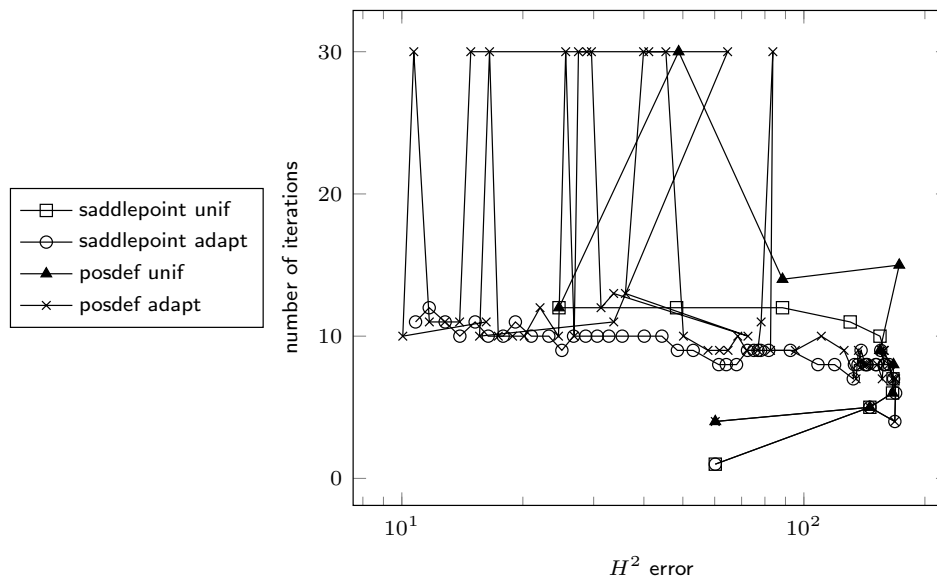 30
20
10
0
10^1
10^2
number of iterations
H^2 error
saddlepoint unif
saddlepoint adapt
posdef unif
posdef adapt